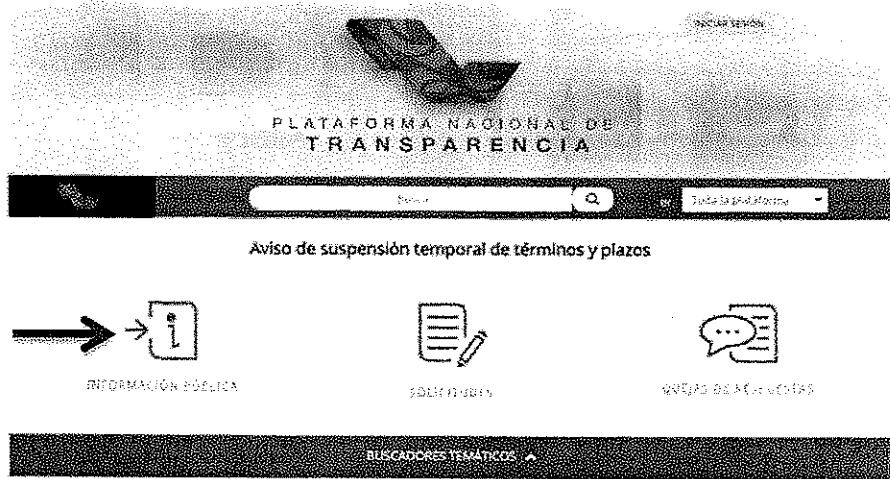 INICIAR SESIÓN
PLATAFORMA NACIONAL DE
TRANSPARENCIA
Buscar
en
Toda la plataforma
Aviso de suspensión temporal de términos y plazos
INFORMACIÓN PÚBLICA
SOLICITUDES
QUEJAS DE RESPUESTAS
BUSCADORES TEMÁTICOS